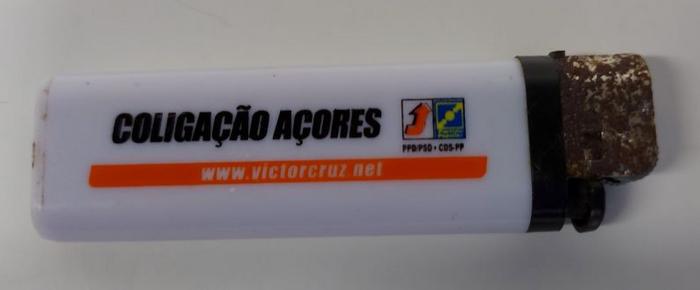 COLIGAÇÃO AÇORES
PPD/PSD • CDS-PP
www.victorcruz.net